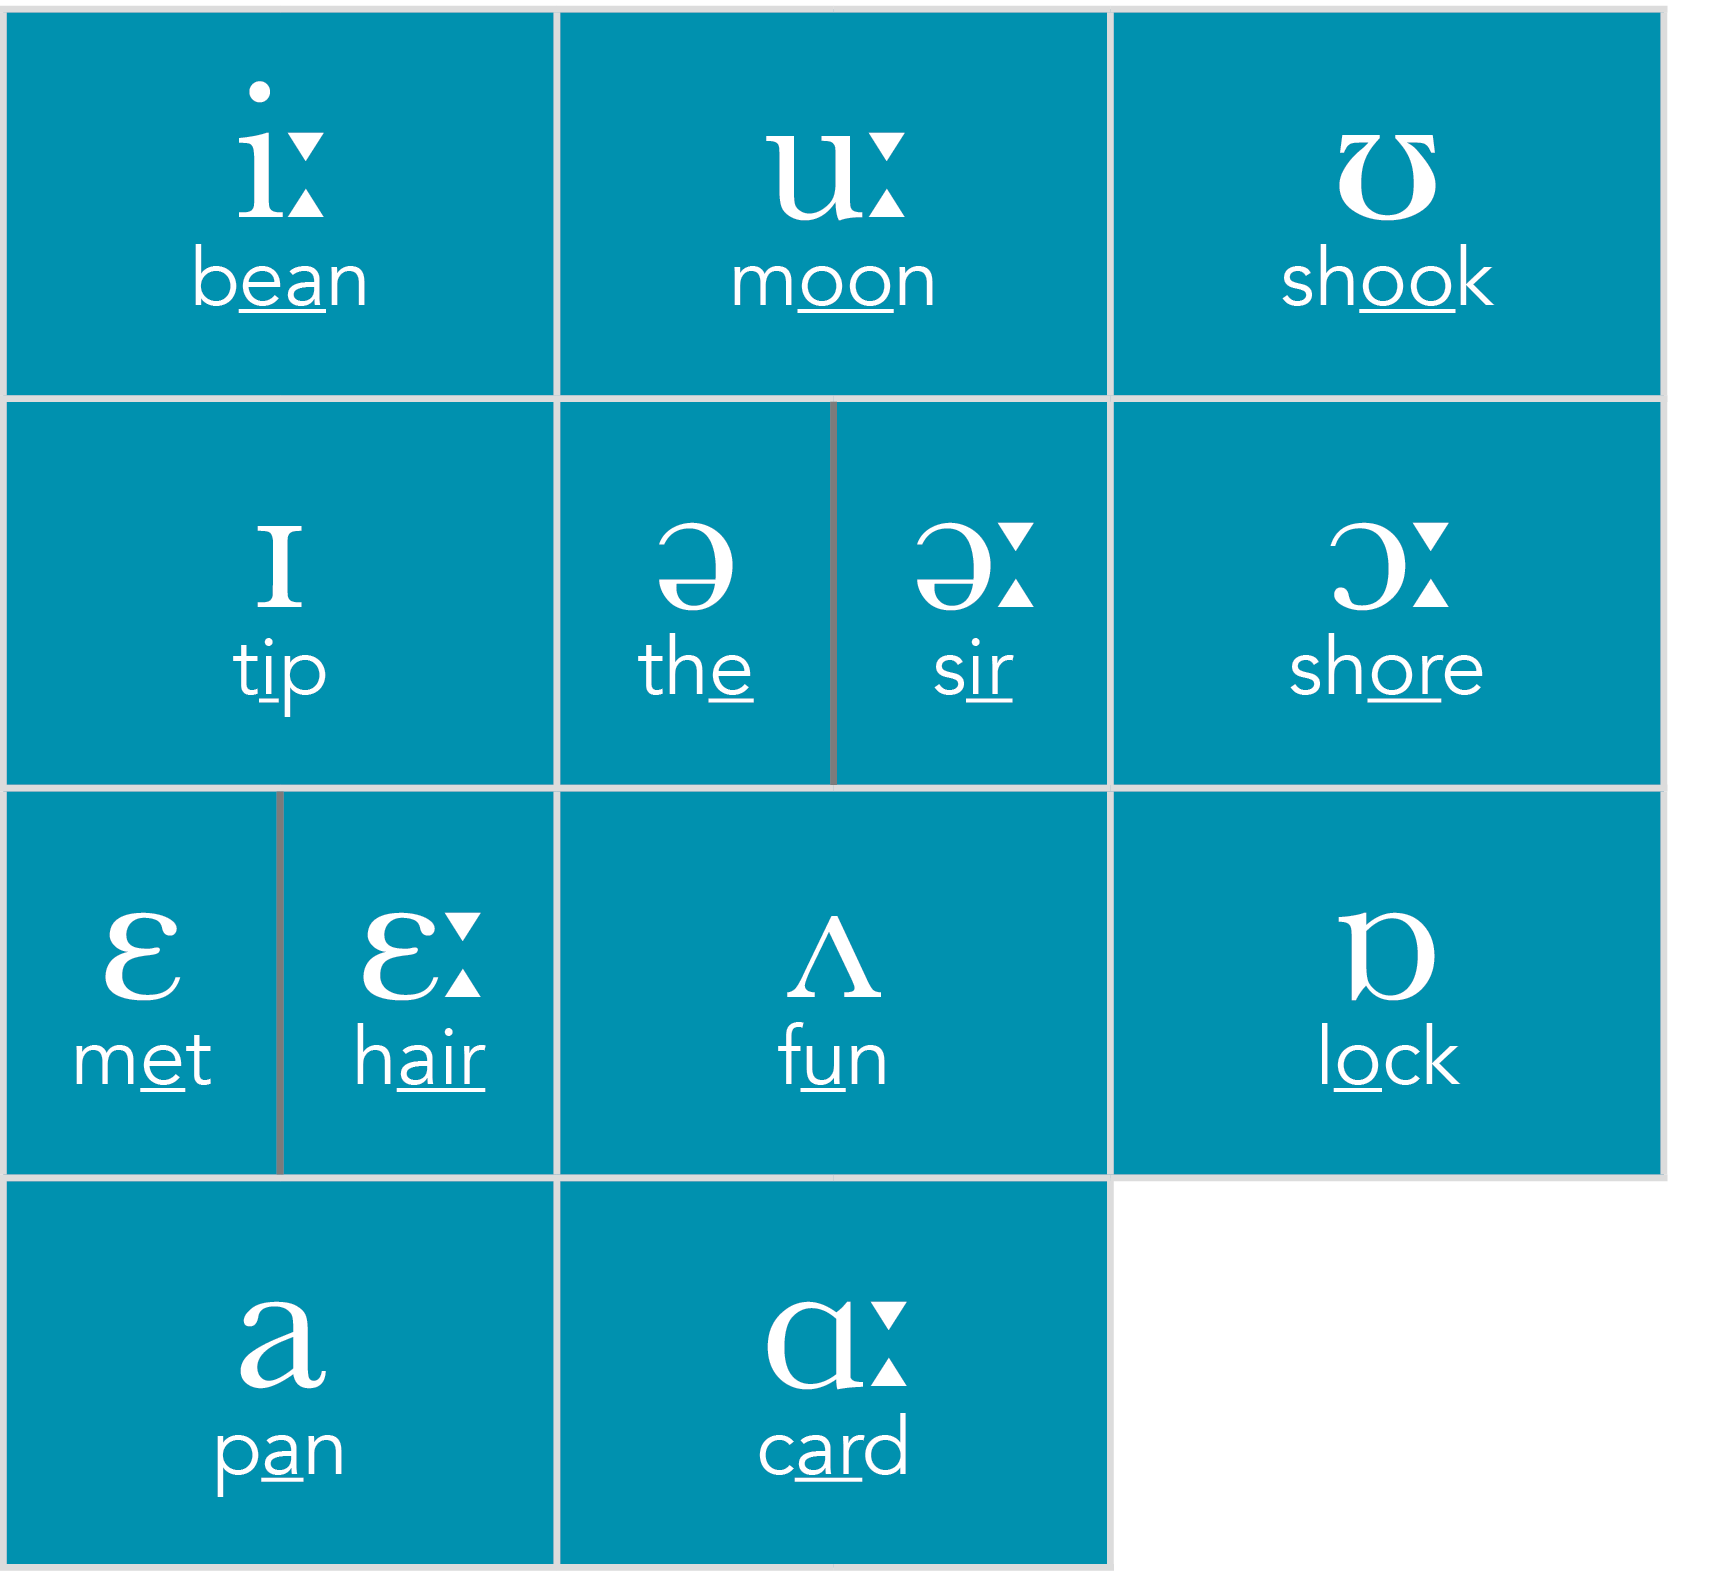 iː uː ʊ
bean moon shook
ɪ ə əː ɔː
tip the sir shore
ɛ ɛː ʌ ɒ
met hair fun lock
a ɑː
pan card